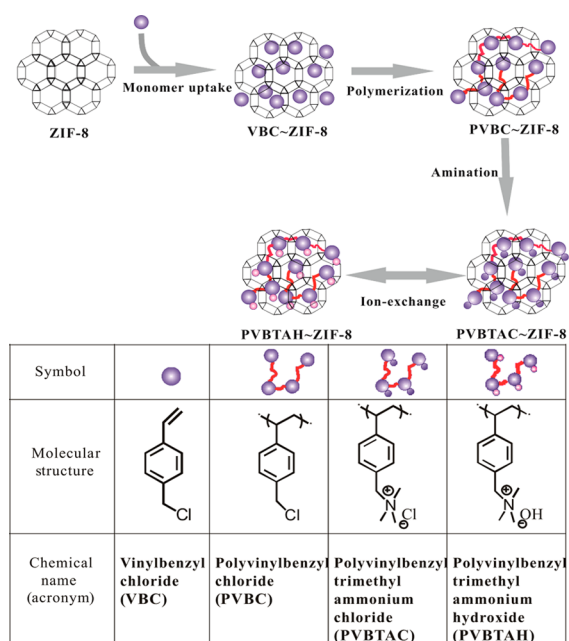 Monomer uptake
ZIF-8
VBC~ZIF-8
Polymerization
PVBC~ZIF-8
Amination
Ion-exchange
PVBTAH~ZIF-8
PVBTAC~ZIF-8
Symbol
Molecular
structure
Cl
Cl
N
⊕
Cl
⊖
N
⊕
OH
⊖
Chemical
name
(acronym)
Vinylbenzyl
chloride
(VBC)
Polyvinylbenzyl
chloride
(PVBC)
Polyvinylbenzyl
trimethyl
ammonium
chloride
(PVBTAC)
Polyvinylbenzyl
trimethyl
ammonium
hydroxide
(PVBTAH)